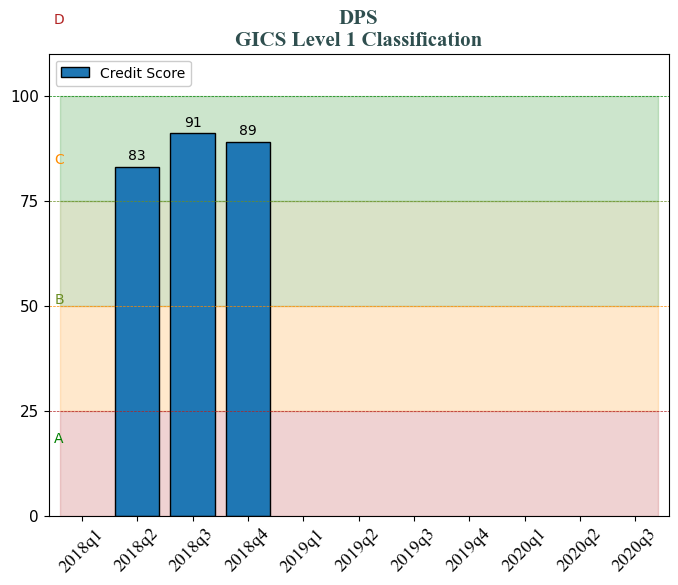 D
DPS
GICS Level 1 Classification
Credit Score
100
75
50
25
0
C
B
A
83
91
89
2018q1
2018q2
2018q3
2018q4
2019q1
2019q2
2019q3
2019q4
2020q1
2020q2
2020q3